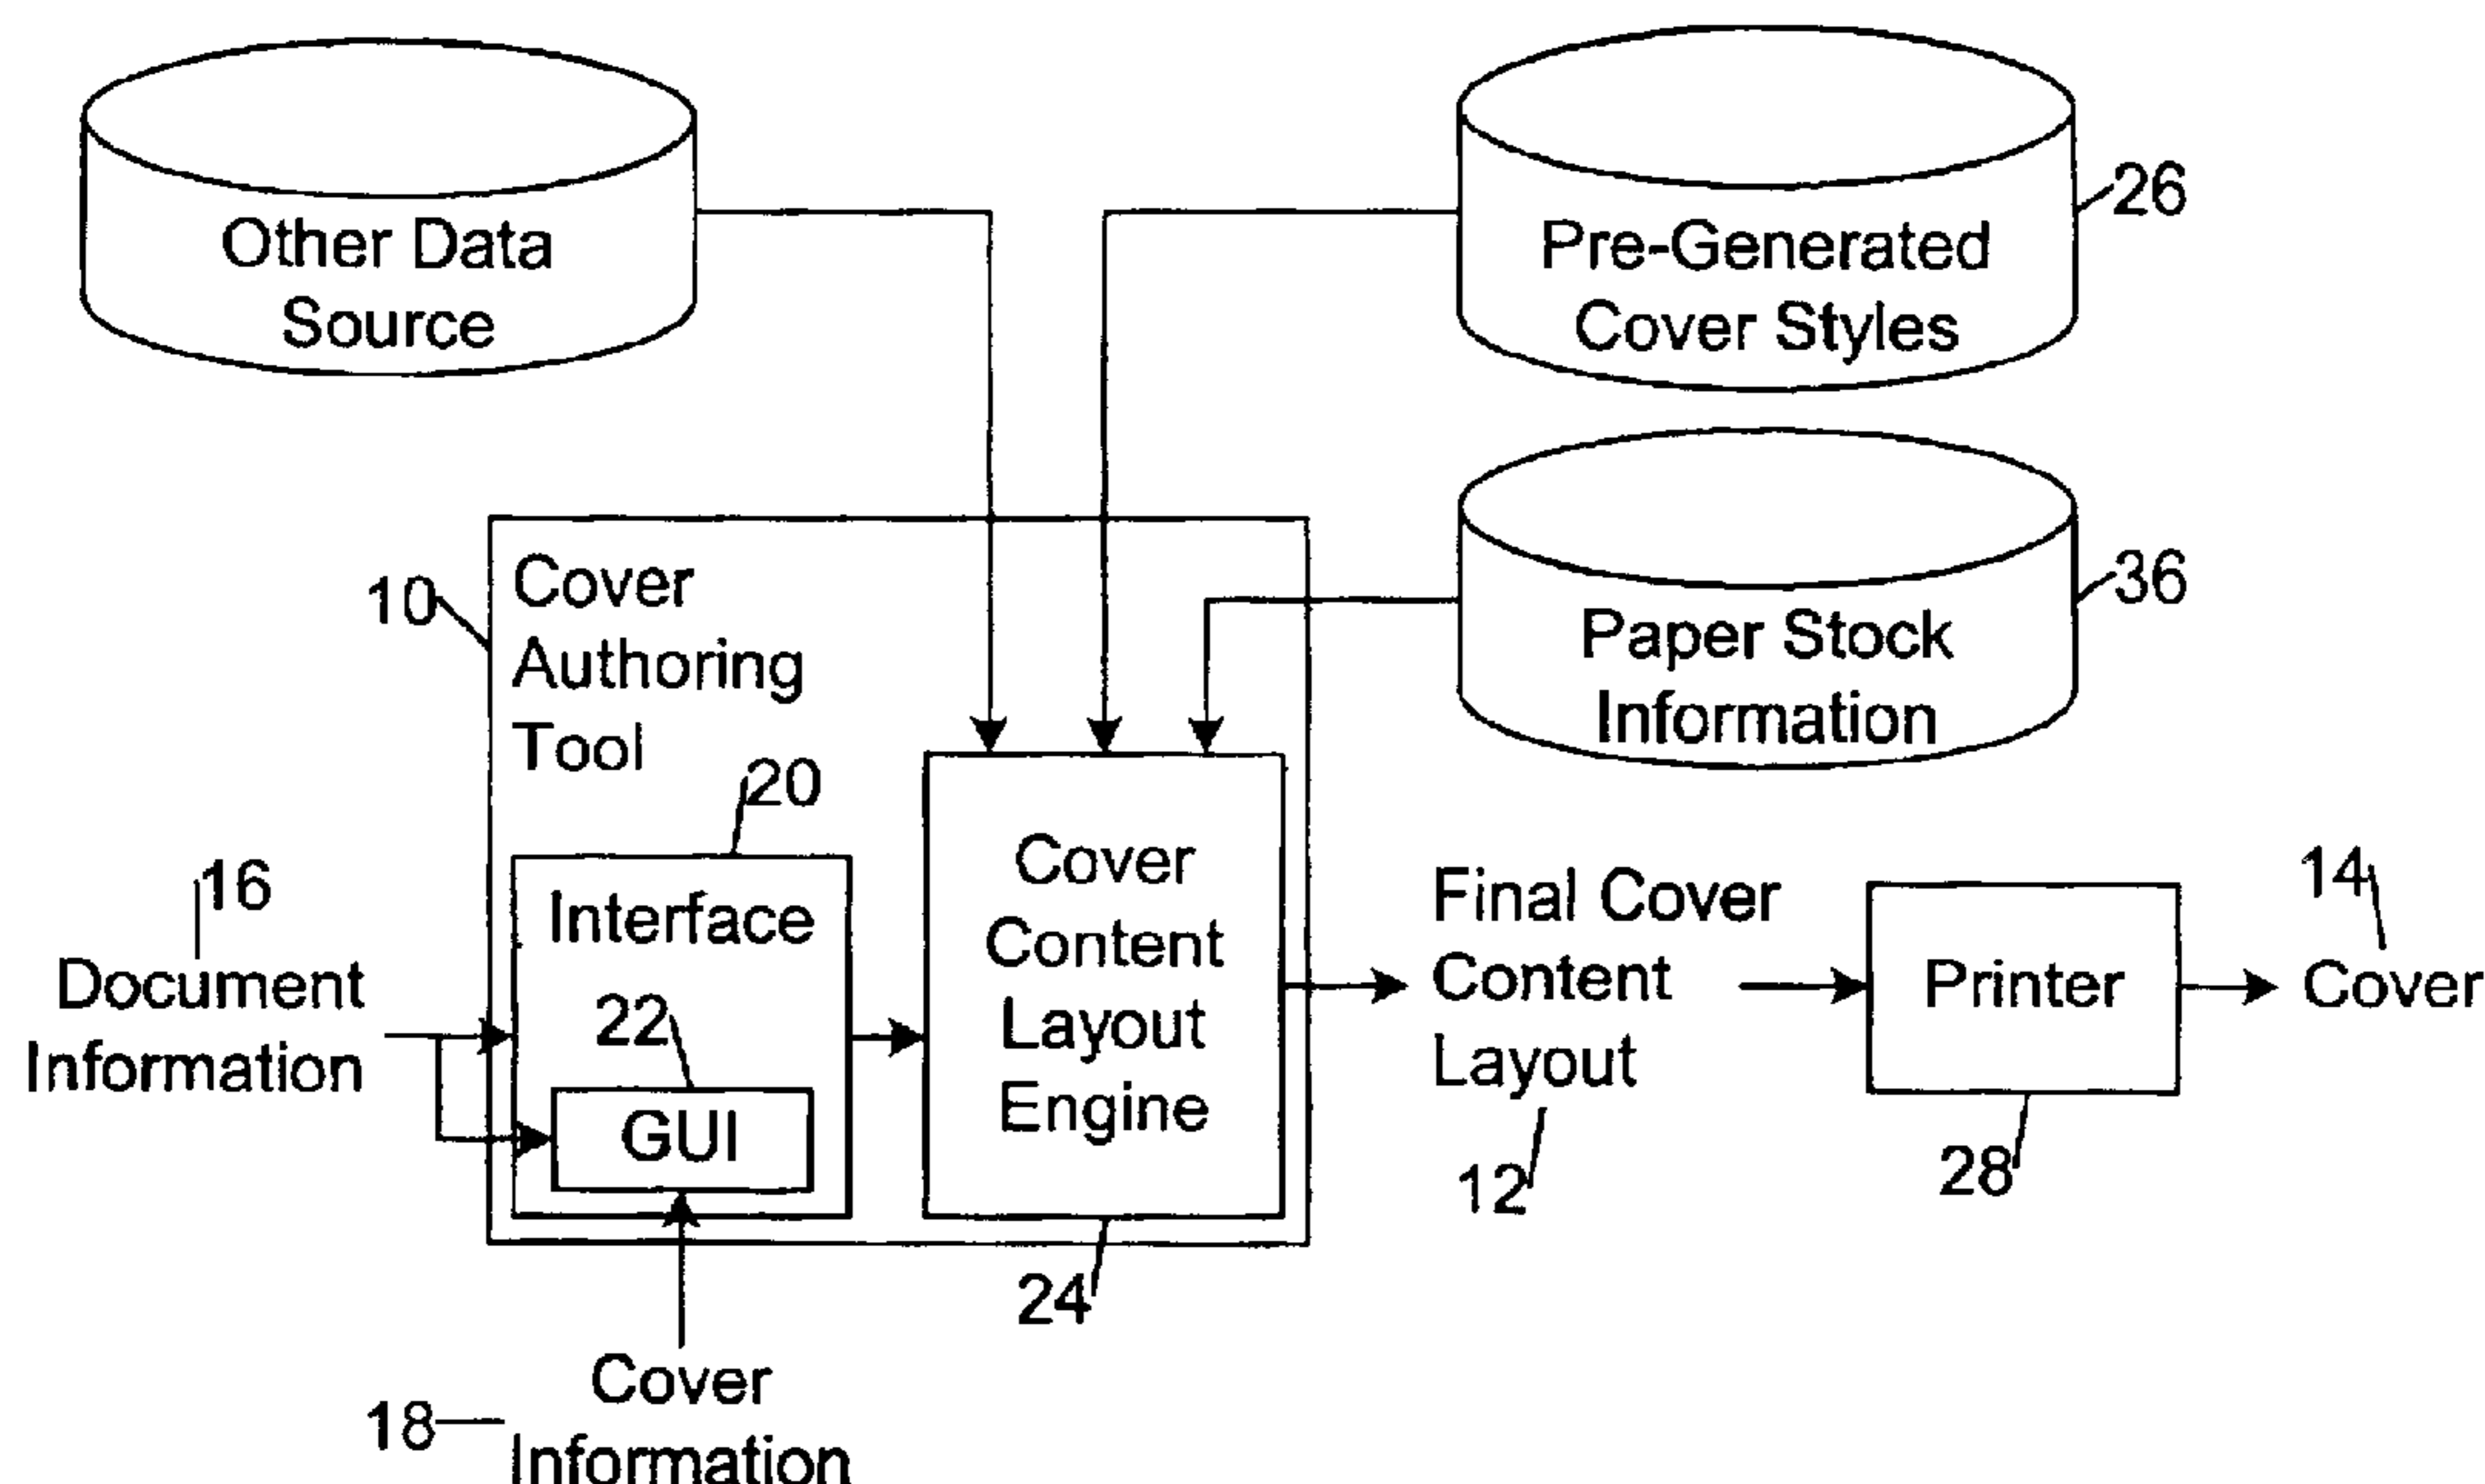 Other Data
Source
Pre-Generated
Cover Styles
26
Paper Stock
Information
36
10
Cover
Authoring
Tool
20
Interface
22
GUI
16
Document
Information
Cover
Content
Layout
Engine
24
Final Cover
Content
Layout
12
Printer
28
14
Cover
18
Cover
Information